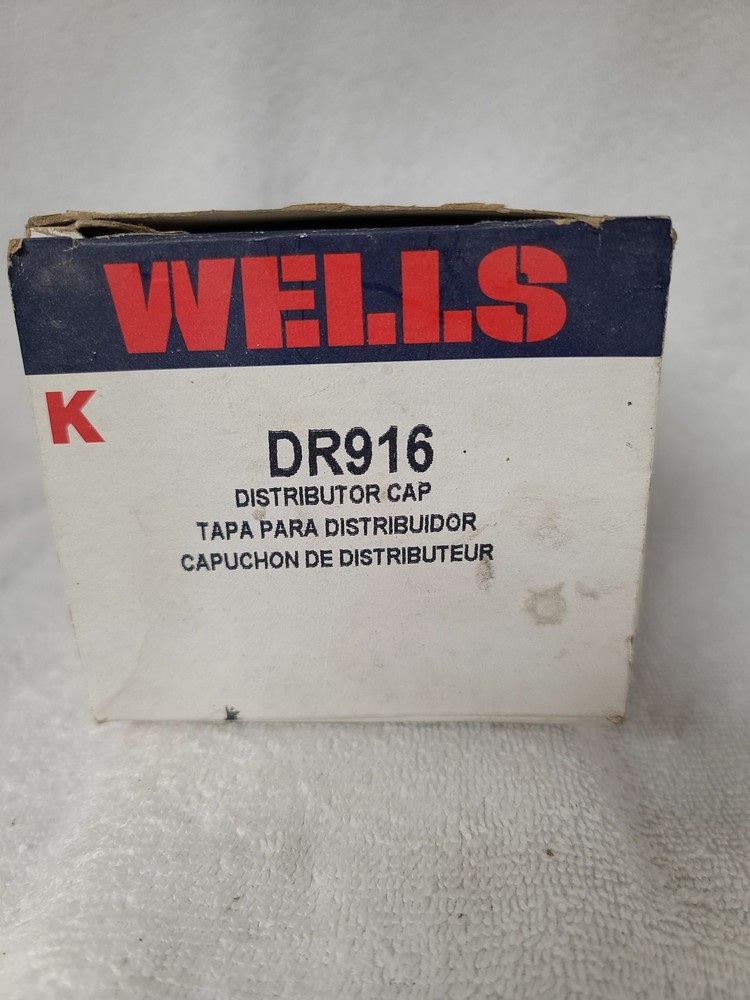 WELLS
K
DR916
DISTRIBUTOR CAP
TAPA PARA DISTRIBUIDOR
CAPUCHON DE DISTRIBUTEUR